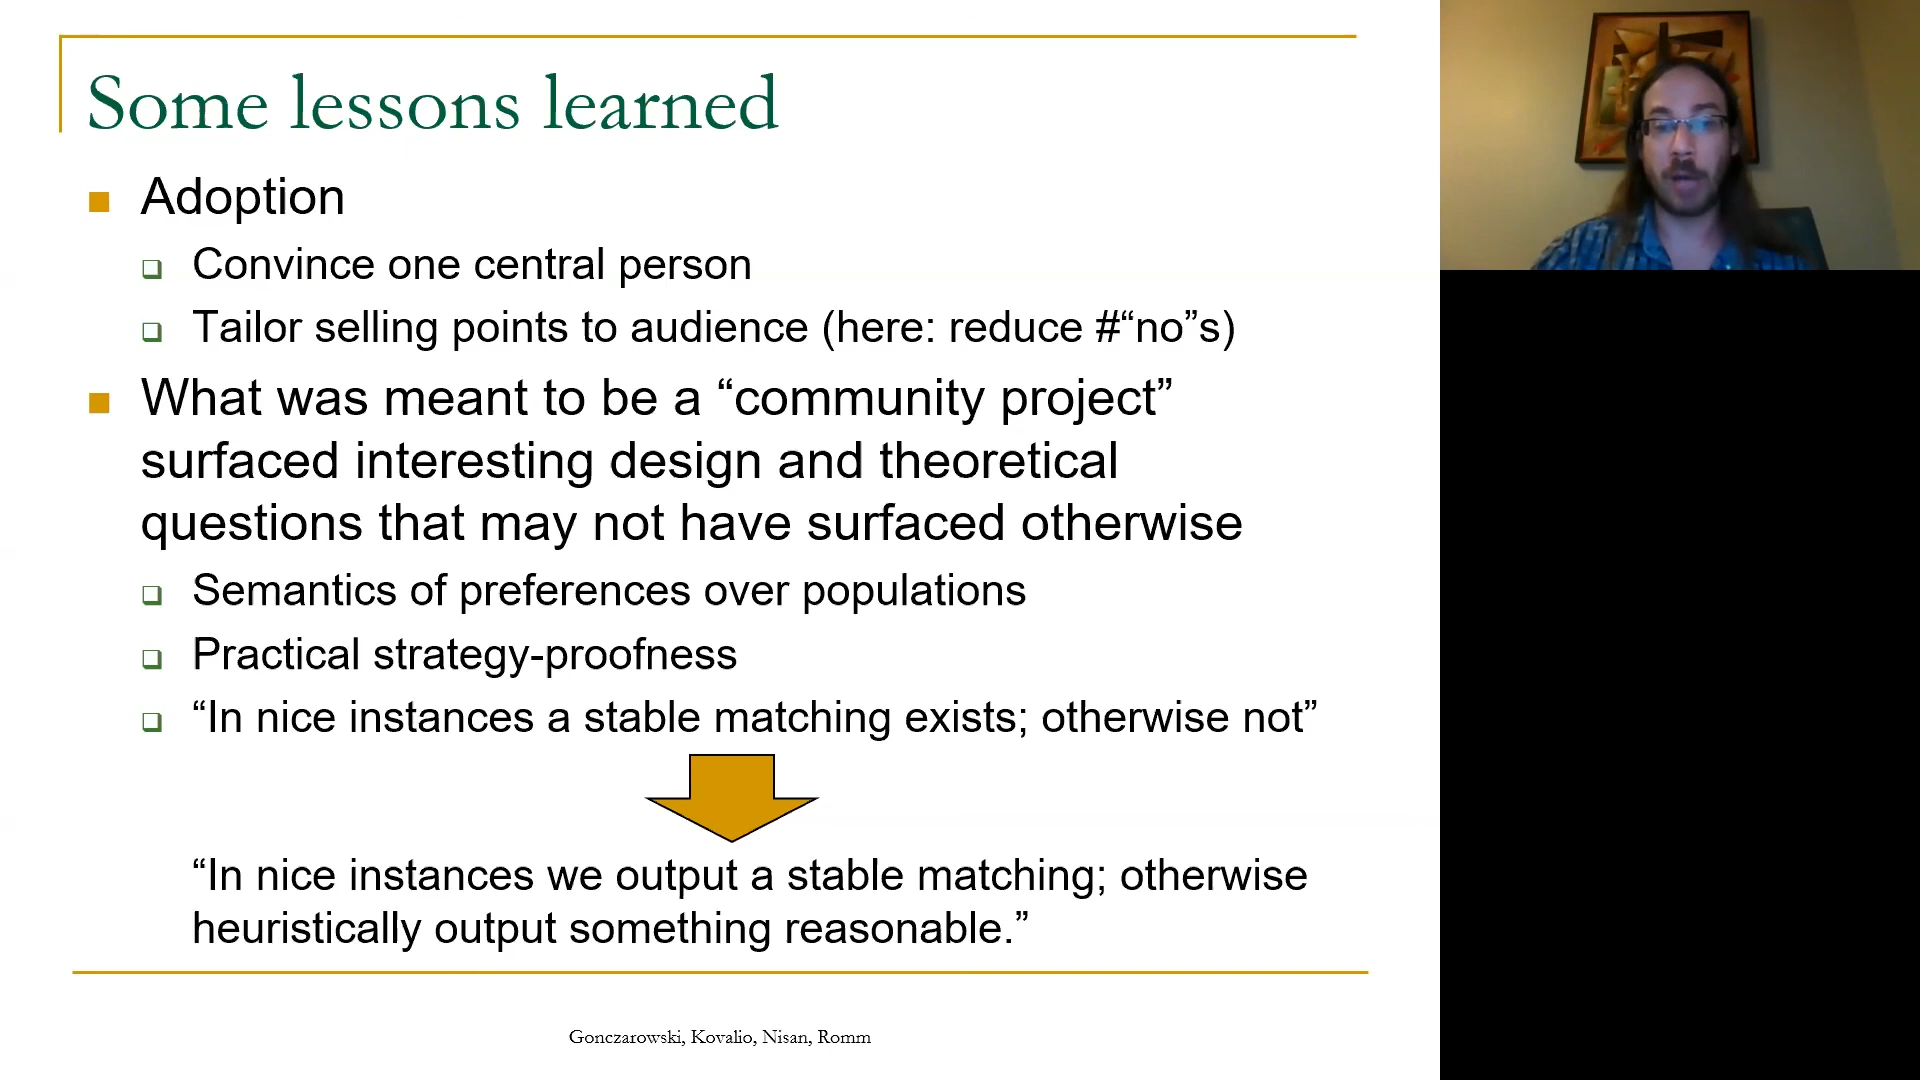 Some lessons learned
Adoption
Convince one central person
Tailor selling points to audience (here: reduce #“no”s)
What was meant to be a “community project”
surfaced interesting design and theoretical
questions that may not have surfaced otherwise
Semantics of preferences over populations
Practical strategy-proofness
“In nice instances a stable matching exists; otherwise not”
“In nice instances we output a stable matching; otherwise
heuristically output something reasonable.”
Gonczarowski, Kovalio, Nisan, Romm